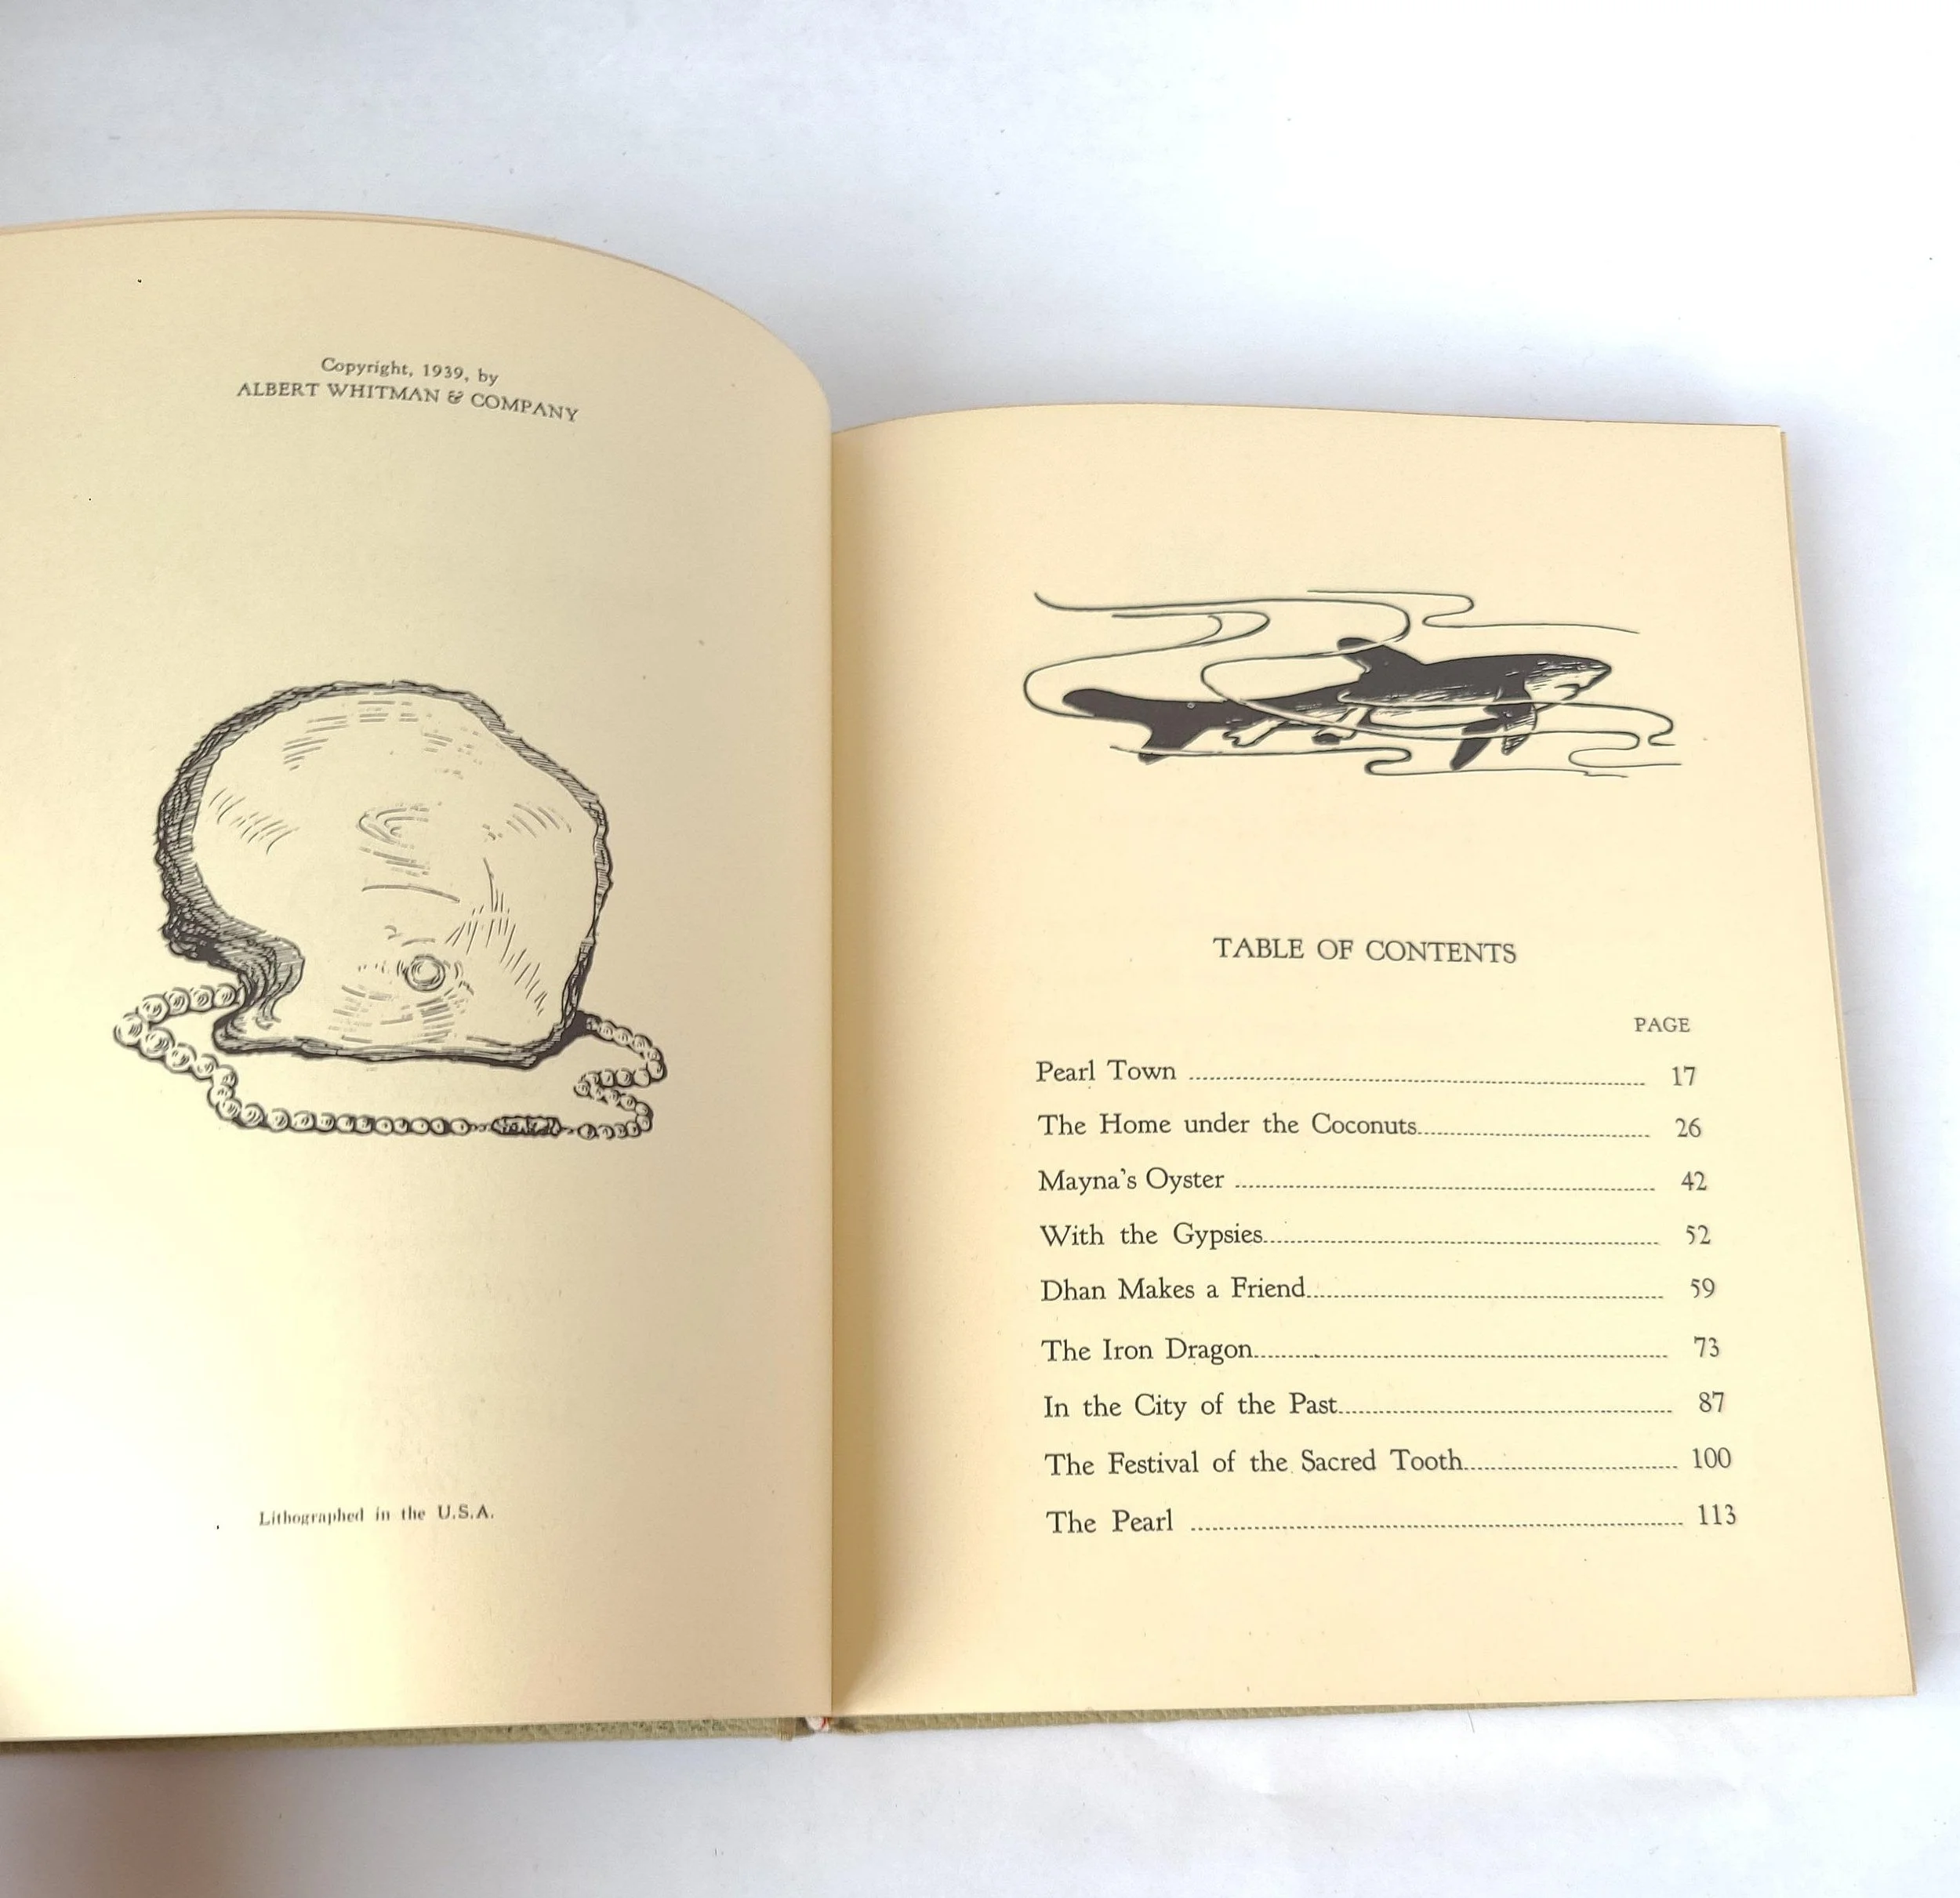 Copyright, 1939, by
ALBERT WHITMAN & COMPANY
Lithographed in the U.S.A.
TABLE OF CONTENTS
PAGE
Pearl Town 17
The Home under the Coconuts 26
Mayna's Oyster 42
With the Gypsies 52
Dhan Makes a Friend 59
The Iron Dragon 73
In the City of the Past 87
The Festival of the Sacred Tooth 100
The Pearl 113